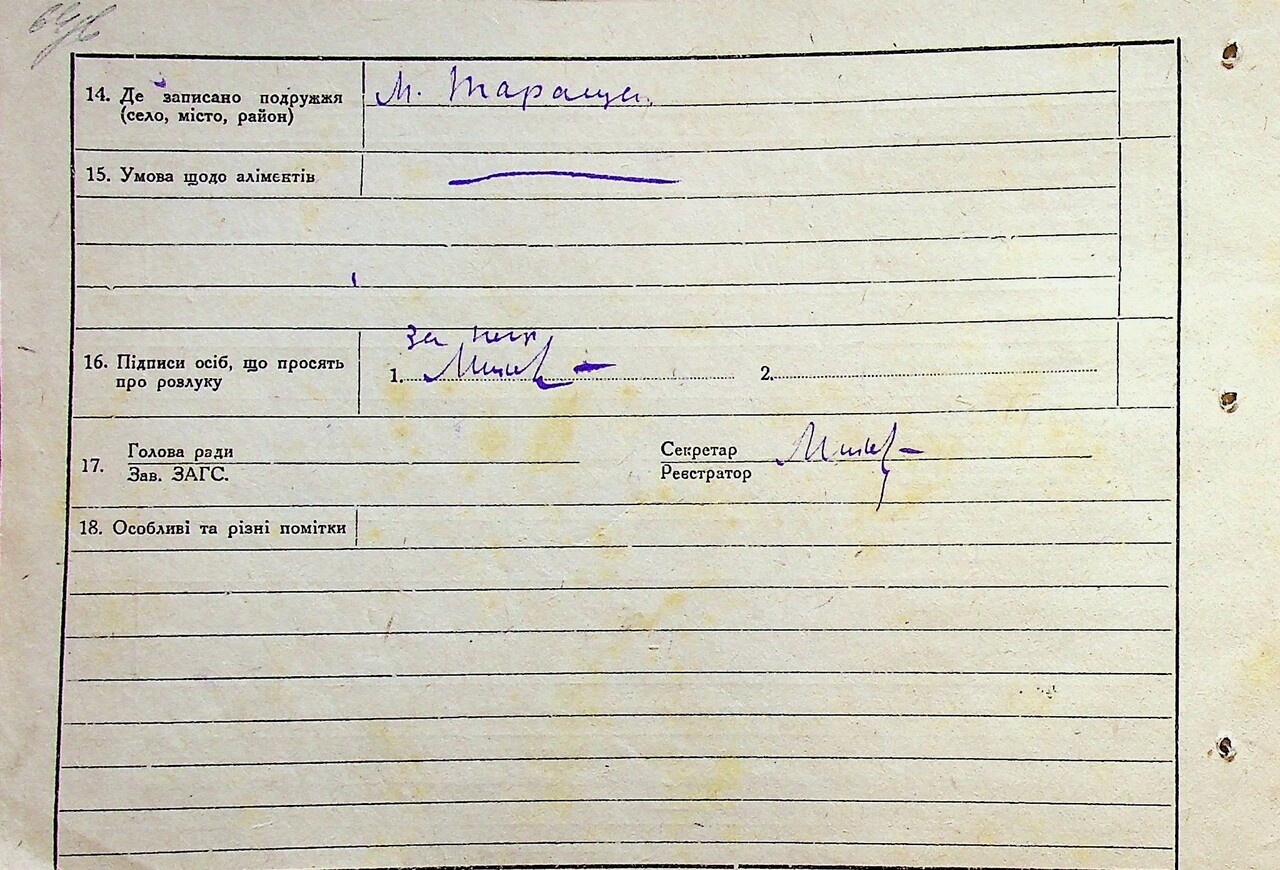 14. Де записано подружжя
(село, місто, район)
м. Тараща
15. Умова щодо аліментів
За неп.
16. Підписи осіб, що просять
про розлуку
1. 2.
17. Голова ради
Зав. ЗАГС.
Секретар
Реєстратор
18. Особливі та різні помітки